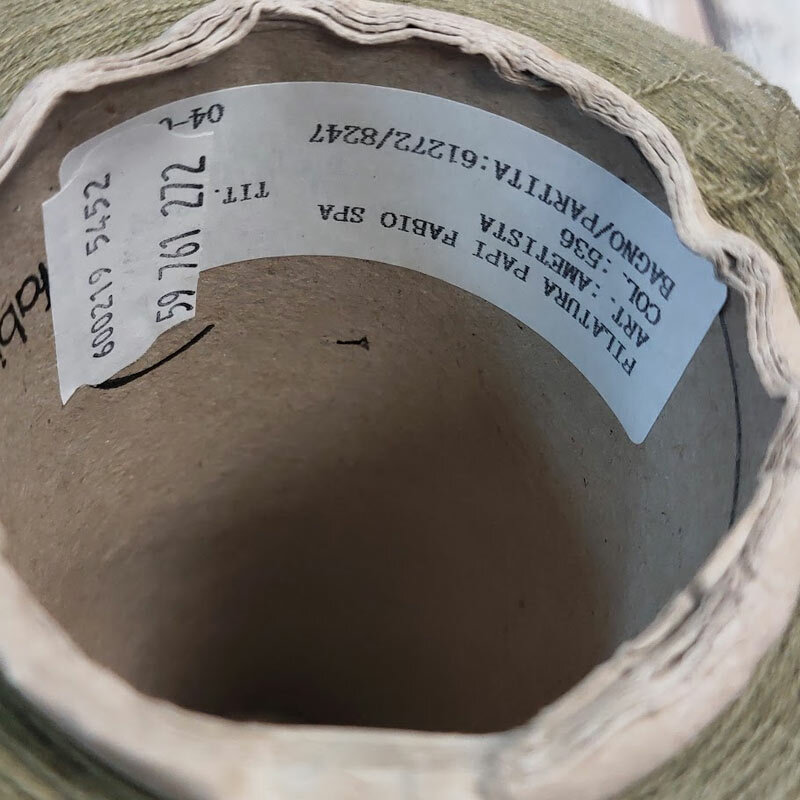 FILATURA PAPI FABIO SPA
ART.:AMETISTA
COL.:536
BAGNO/PARTITA:61272/8247
TIT.
04-
600219 5452
59 761 272
fabi